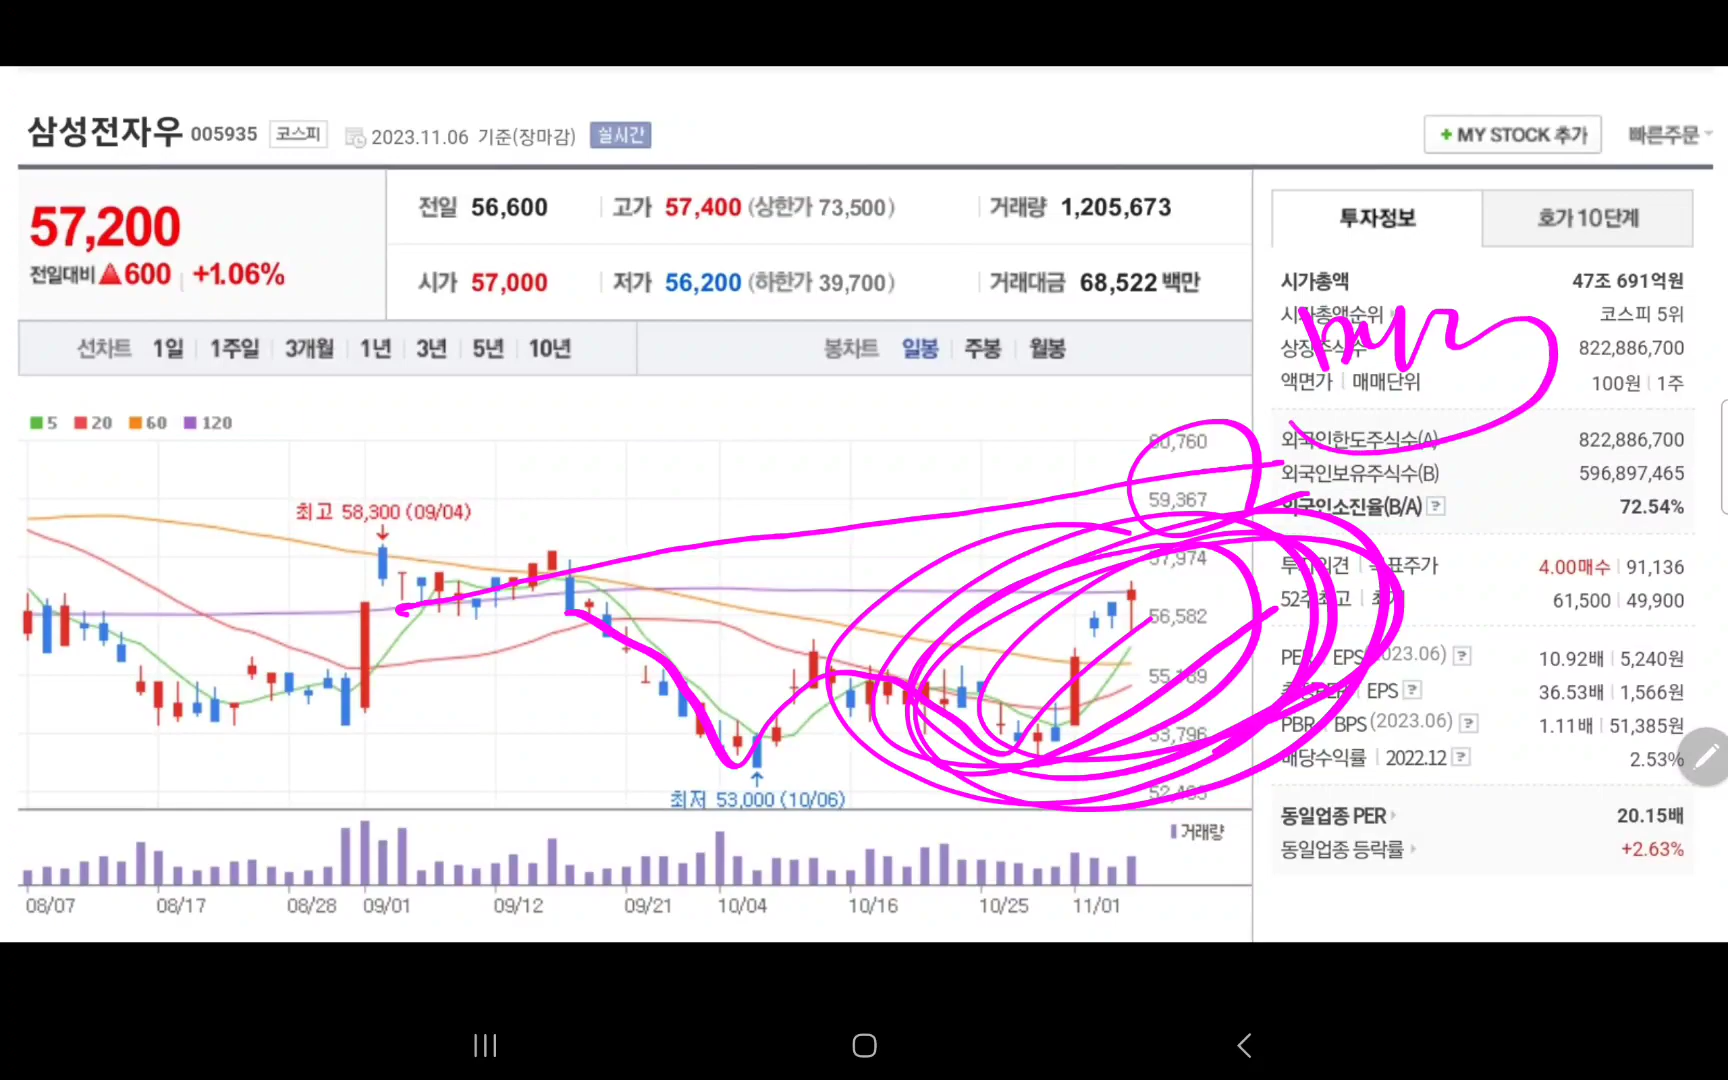 삼성전자우 005935 코스피 2023.11.06 기준(장마감) 실시간
+ MY STOCK 추가 빠른주문
57,200
전일대비 ▲600 +1.06%
전일 56,600 고가 57,400 (상한가 73,500) 거래량 1,205,673
시가 57,000 저가 56,200 (하한가 39,700) 거래대금 68,522 백만
선차트 1일 1주일 3개월 1년 3년 5년 10년 봉차트 일봉 주봉 월봉
5 20 60 120
최고 58,300 (09/04)
최저 53,000 (10/06)
59,367
56,582
거래량
08/07 08/17 08/28 09/01 09/12 09/21 10/04 10/16 10/25 11/01
투자정보 호가 10단계
시가총액 47조 691억원
코스피 5위
822,886,700
액면가 매매단위 100원 1주
외국인한도주식수(A) 822,886,700
외국인보유주식수(B) 596,897,465
외국인소진율(B/A) ? 72.54%
4.00매수 91,136
61,500 49,900
EPS ? 10.92배 5,240원
EPS ? 36.53배 1,566원
PBR BPS (2023.06) ? 1.11배 51,385원
배당수익률 2022.12 ? 2.53%
동일업종 PER 20.15배
동일업종 등락률 +2.63%